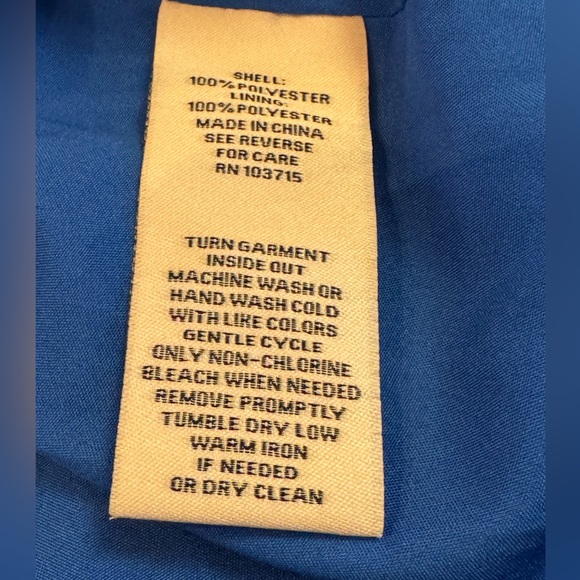 SHELL:
100% POLYESTER
LINING:
100% POLYESTER
MADE IN CHINA
SEE REVERSE
FOR CARE
RN 103715
TURN GARMENT
INSIDE OUT
MACHINE WASH OR
HAND WASH COLD
WITH LIKE COLORS
GENTLE CYCLE
ONLY NON-CHLORINE
BLEACH WHEN NEEDED
REMOVE PROMPTLY
TUMBLE DRY LOW
WARM IRON
IF NEEDED
OR DRY CLEAN